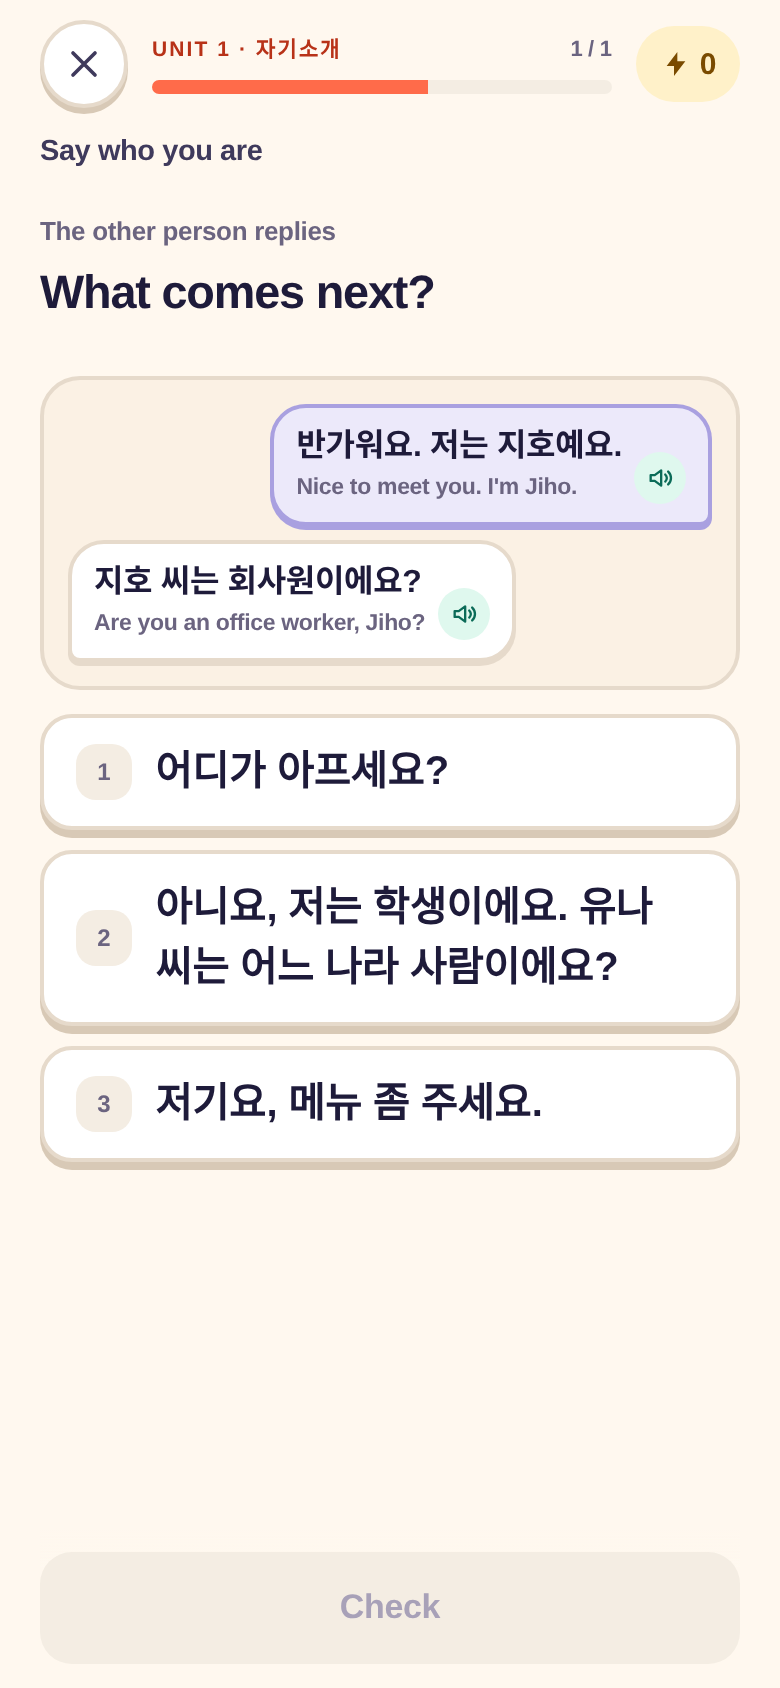 UNIT 1 · 자기소개
1 / 1
0
Say who you are
The other person replies
What comes next?
반가워요. 저는 지호예요.
Nice to meet you. I'm Jiho.
지호 씨는 회사원이에요?
Are you an office worker, Jiho?
1
어디가 아프세요?
2
아니요, 저는 학생이에요. 유나
씨는 어느 나라 사람이에요?
3
저기요, 메뉴 좀 주세요.
Check